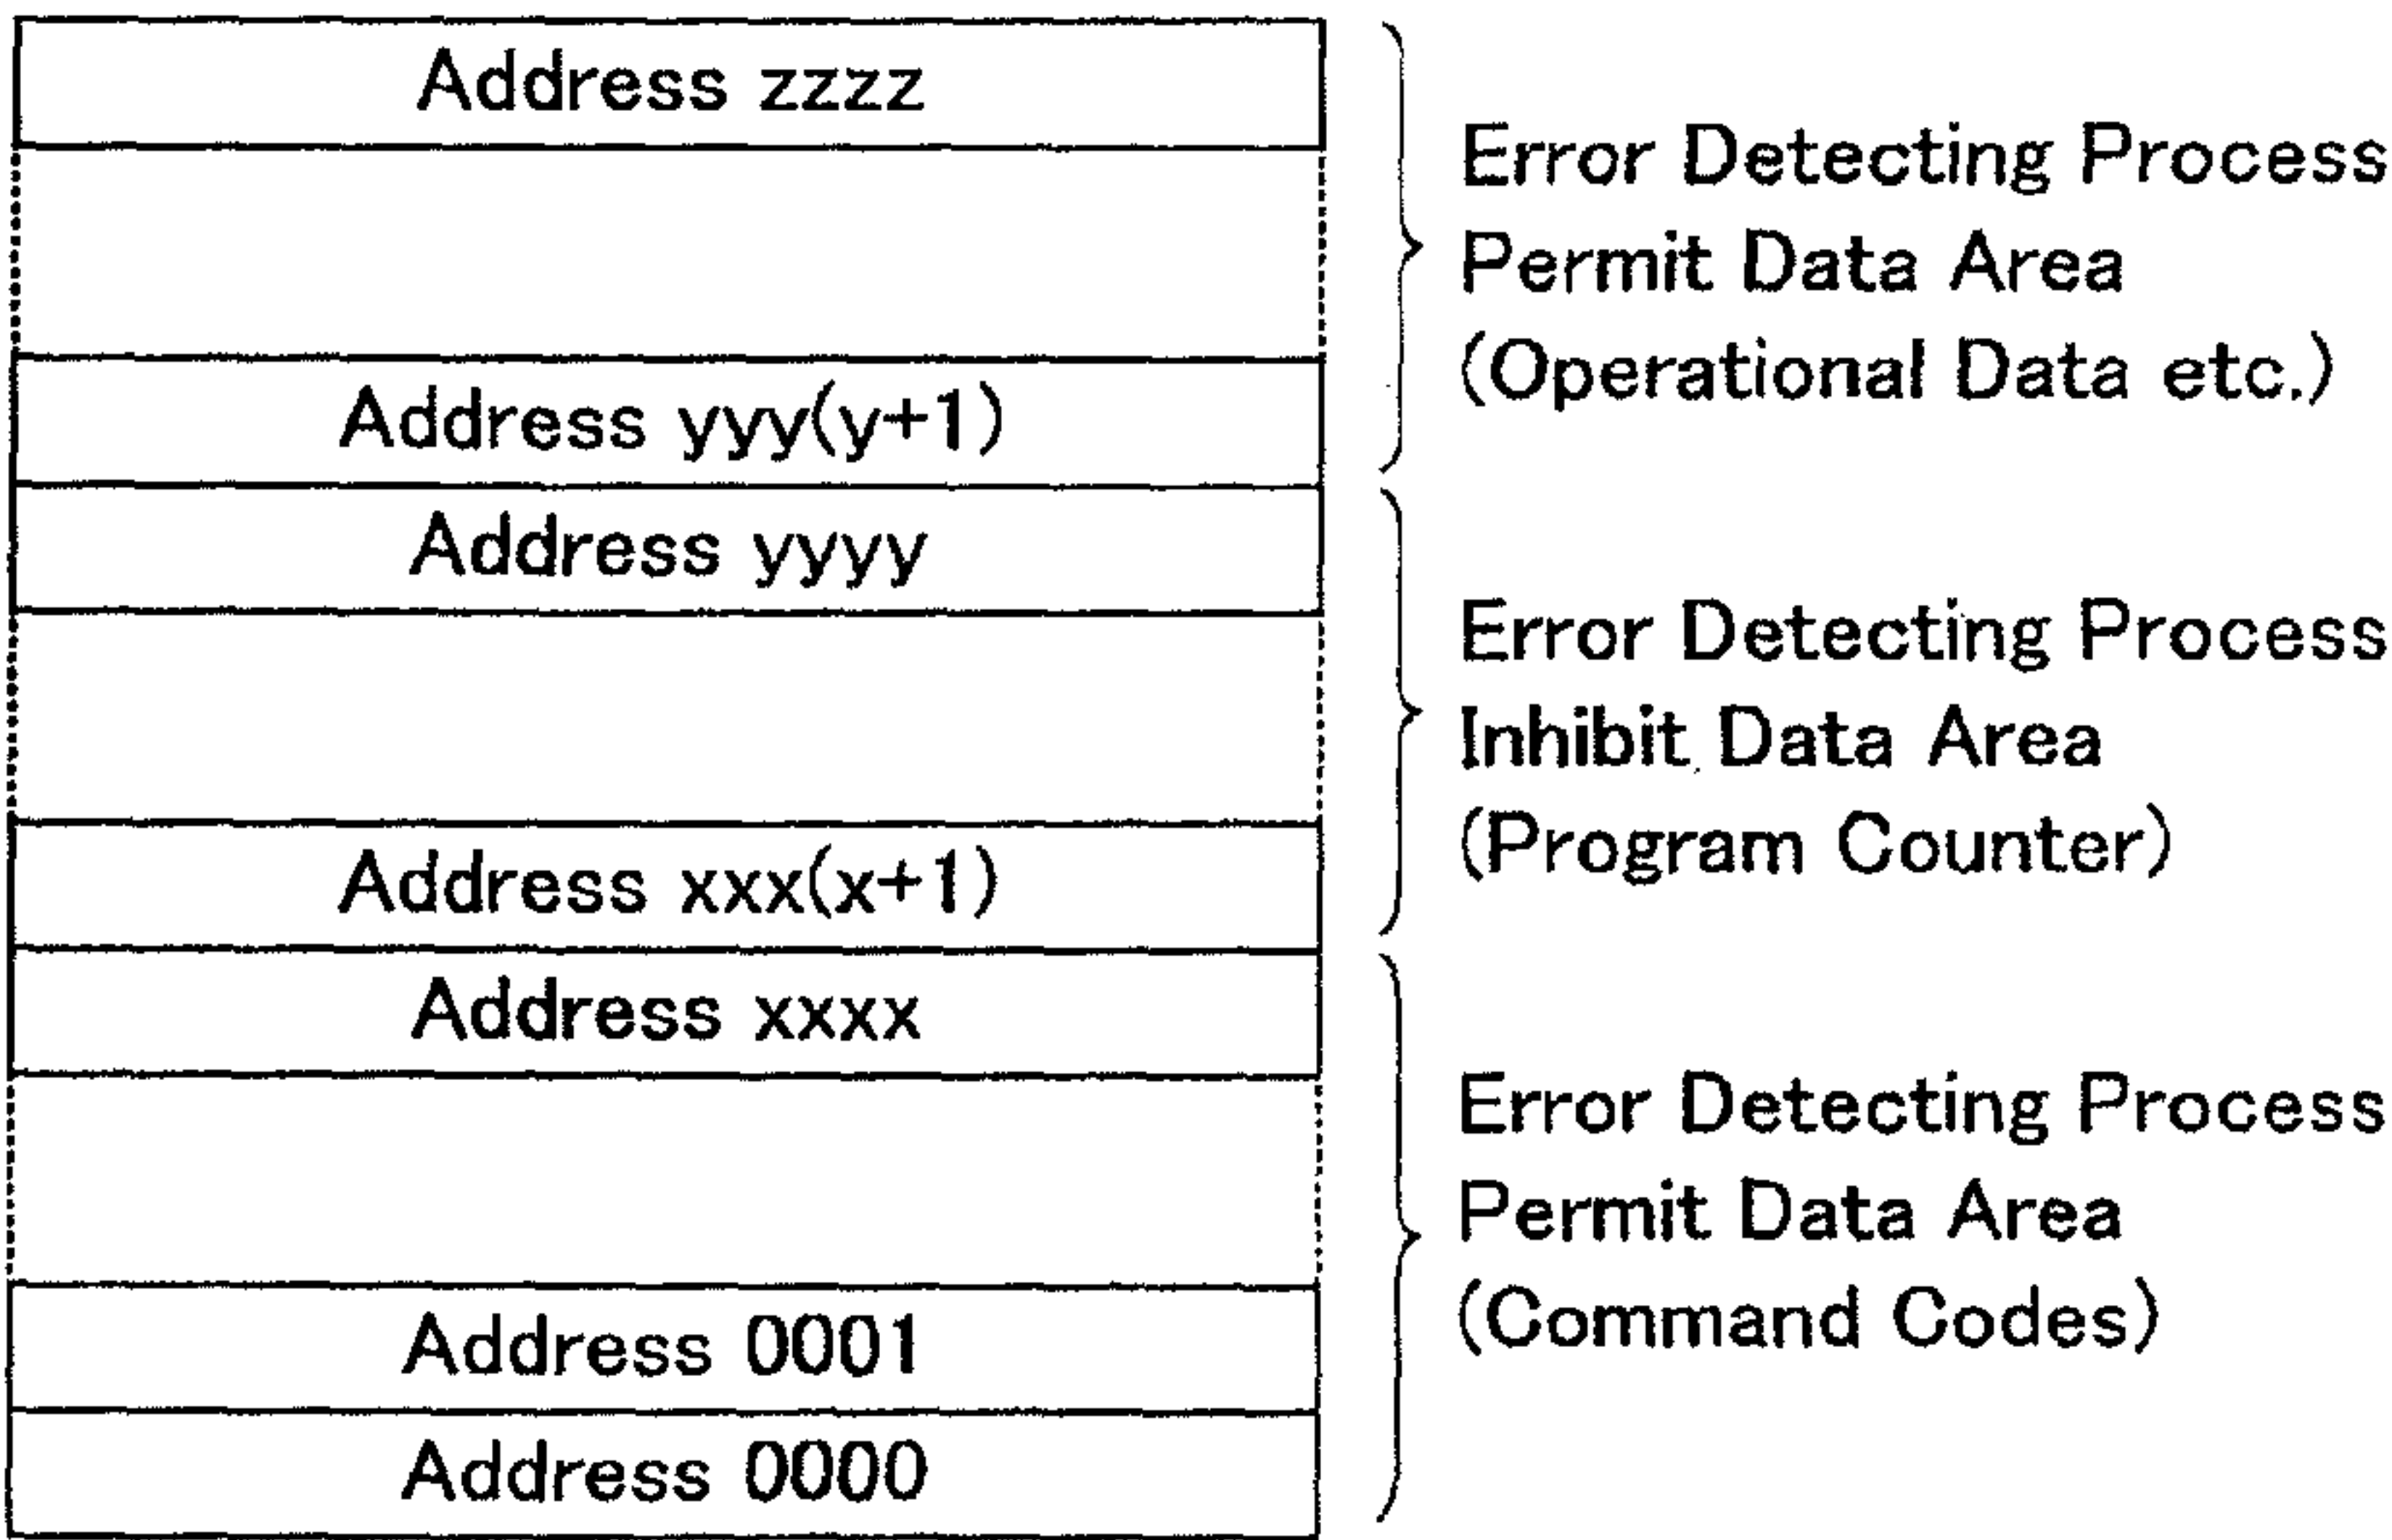 Address zzzz
Address yyy(y+1)
Address yyyy
Address xxx(x+1)
Address xxxx
Address 0001
Address 0000
Error Detecting Process
Permit Data Area
(Operational Data etc.)
Error Detecting Process
Inhibit Data Area
(Program Counter)
Error Detecting Process
Permit Data Area
(Command Codes)